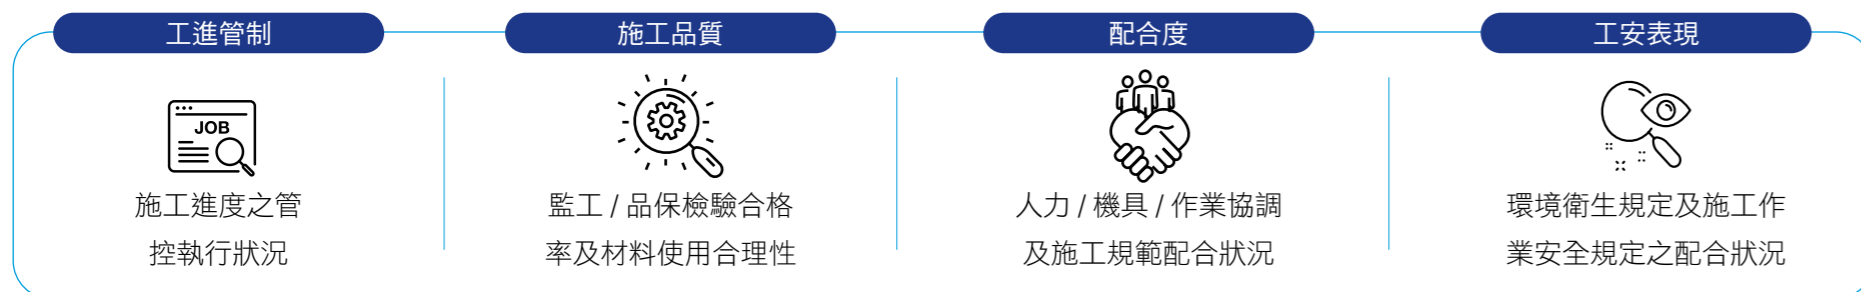 工進管制
施工品質
配合度
工安表現
JOB
施工進度之管
控執行狀況
監工 / 品保檢驗合格
率及材料使用合理性
人力 / 機具 / 作業協調
及施工規範配合狀況
環境衛生規定及施工作
業安全規定之配合狀況